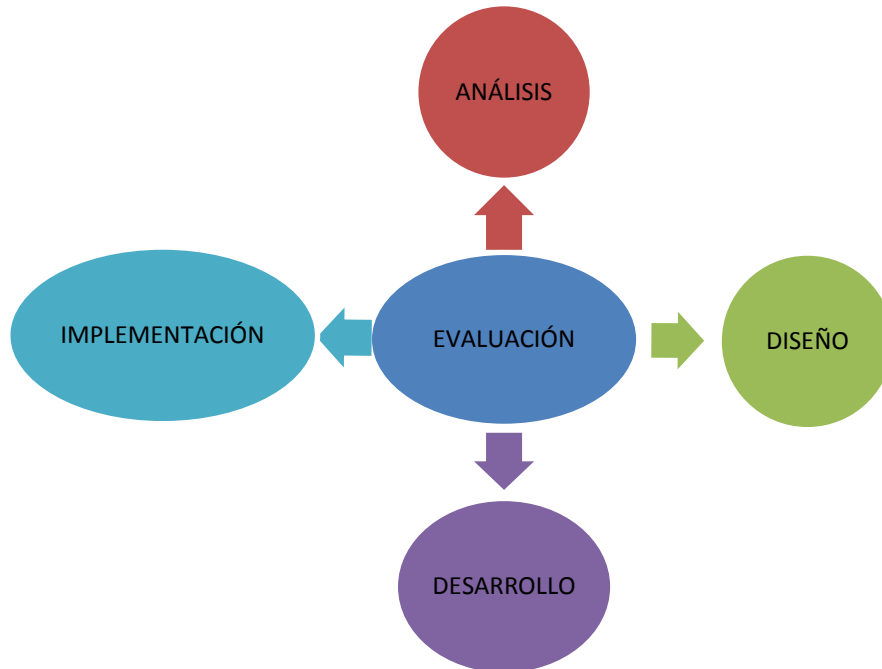 ANÁLISIS
IMPLEMENTACIÓN
EVALUACIÓN
DISEÑO
DESARROLLO